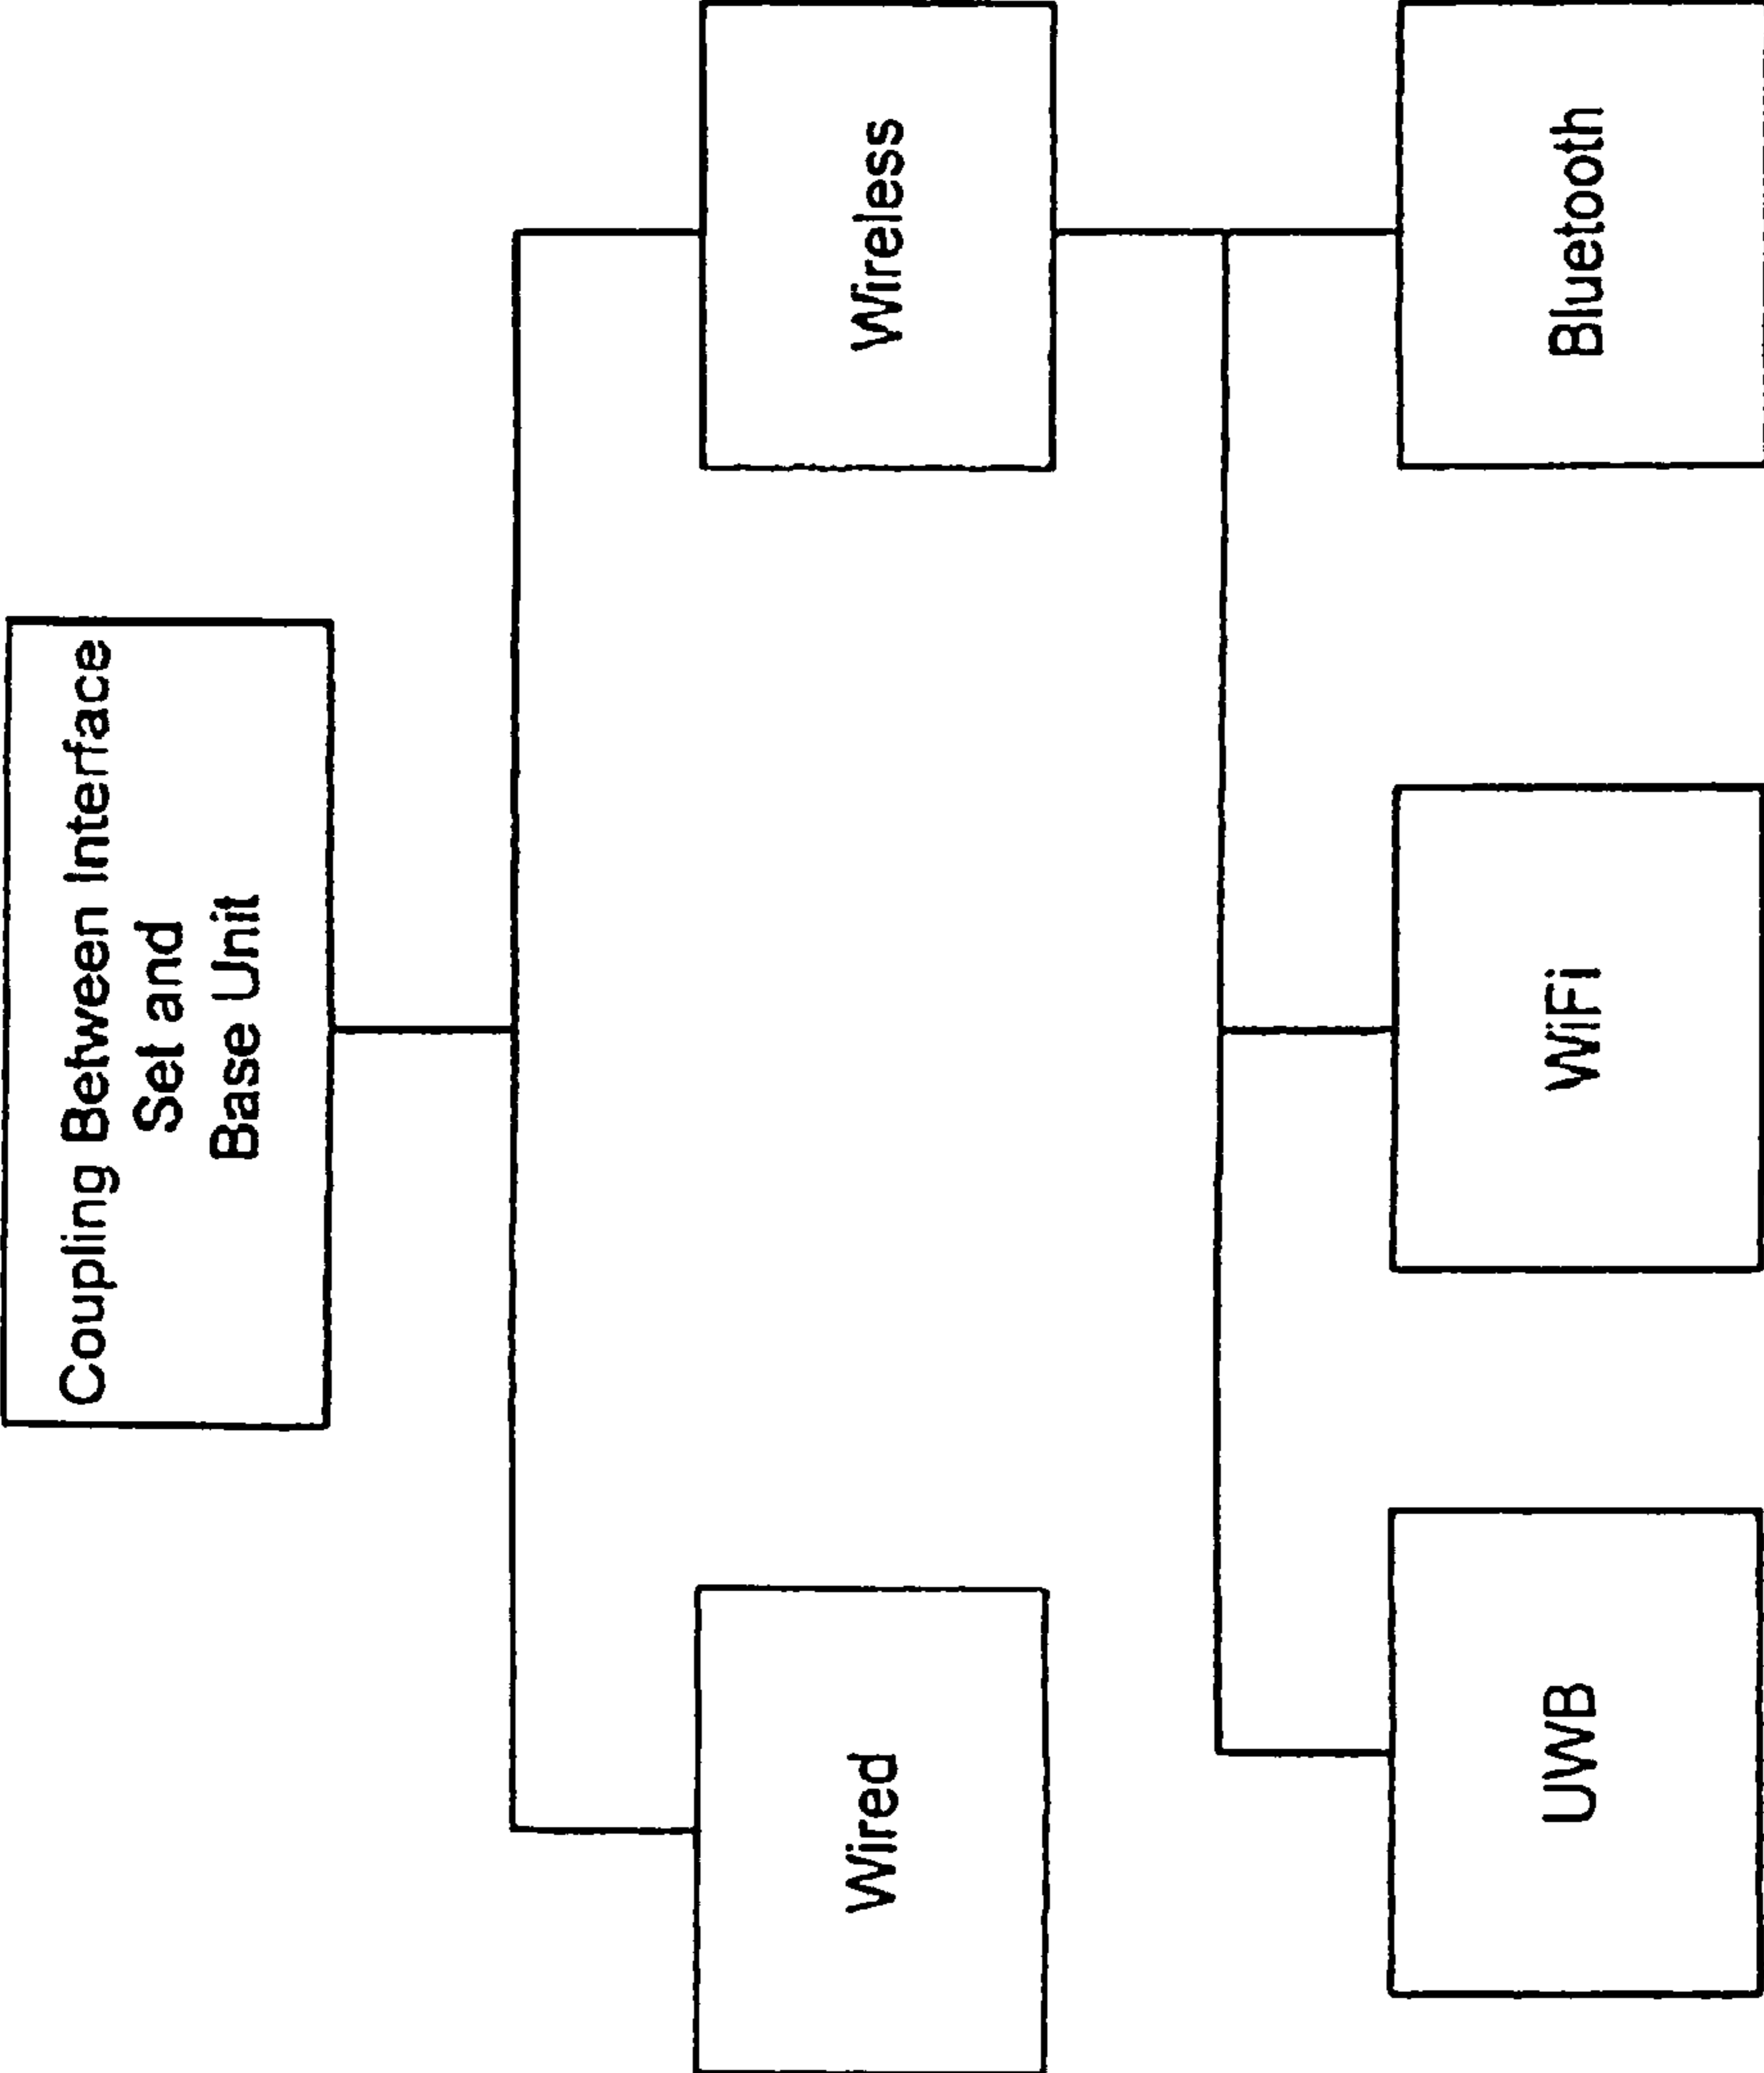 Coupling Between Interface
Set and
Base Unit
Wired
Wireless
UWB
WiFi
Bluetooth